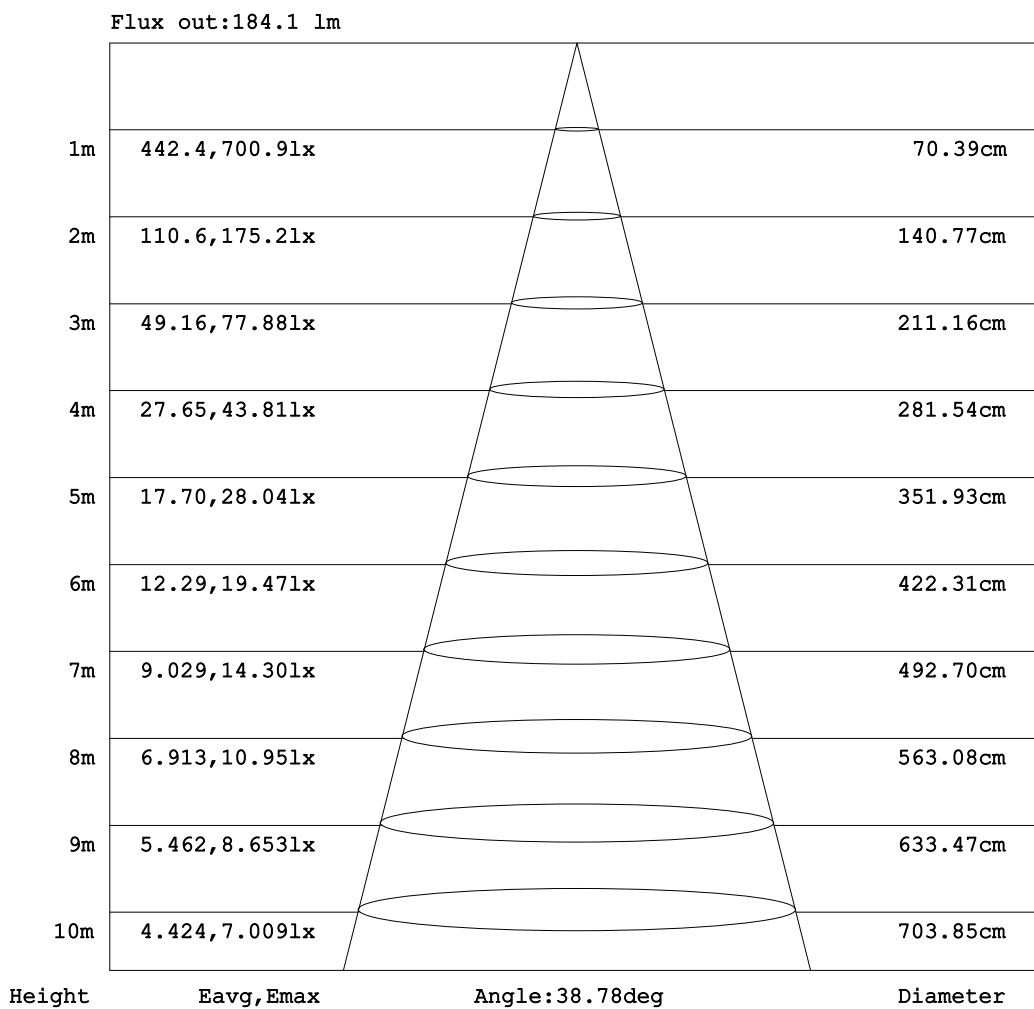 Flux out:184.1 lm
1m 442.4,700.9lx 70.39cm
2m 110.6,175.2lx 140.77cm
3m 49.16,77.88lx 211.16cm
4m 27.65,43.81lx 281.54cm
5m 17.70,28.04lx 351.93cm
6m 12.29,19.47lx 422.31cm
7m 9.029,14.30lx 492.70cm
8m 6.913,10.95lx 563.08cm
9m 5.462,8.653lx 633.47cm
10m 4.424,7.009lx 703.85cm
Height Eavg,Emax Angle:38.78deg Diameter